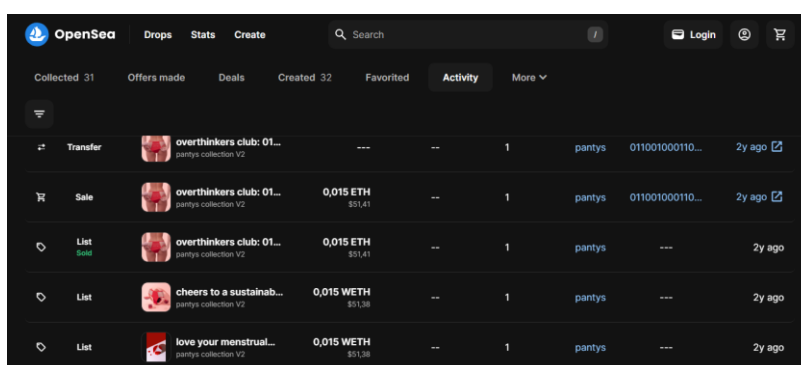 OpenSea Drops Stats Create Search / Login
Collected 31 Offers made Deals Created 32 Favorited Activity More
Transfer overthinkers club: 01... --- -- 1 pantys 011001000110... 2y ago
pantys collection V2
Sale overthinkers club: 01... 0,015 ETH -- 1 pantys 011001000110... 2y ago
pantys collection V2 $51,41
List overthinkers club: 01... 0,015 ETH -- 1 pantys --- 2y ago
Sold pantys collection V2 $51,41
List cheers to a sustainab... 0,015 WETH -- 1 pantys --- 2y ago
pantys collection V2 $51,38
List love your menstrual... 0,015 WETH -- 1 pantys --- 2y ago
pantys collection V2 $51,38